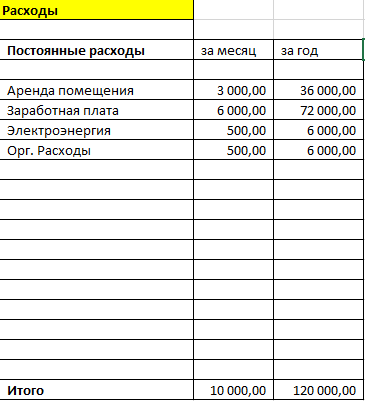 Расходы
Постоянные расходы за месяц за год
Аренда помещения 3 000,00 36 000,00
Заработная плата 6 000,00 72 000,00
Электроэнергия 500,00 6 000,00
Орг. Расходы 500,00 6 000,00
Итого 10 000,00 120 000,00